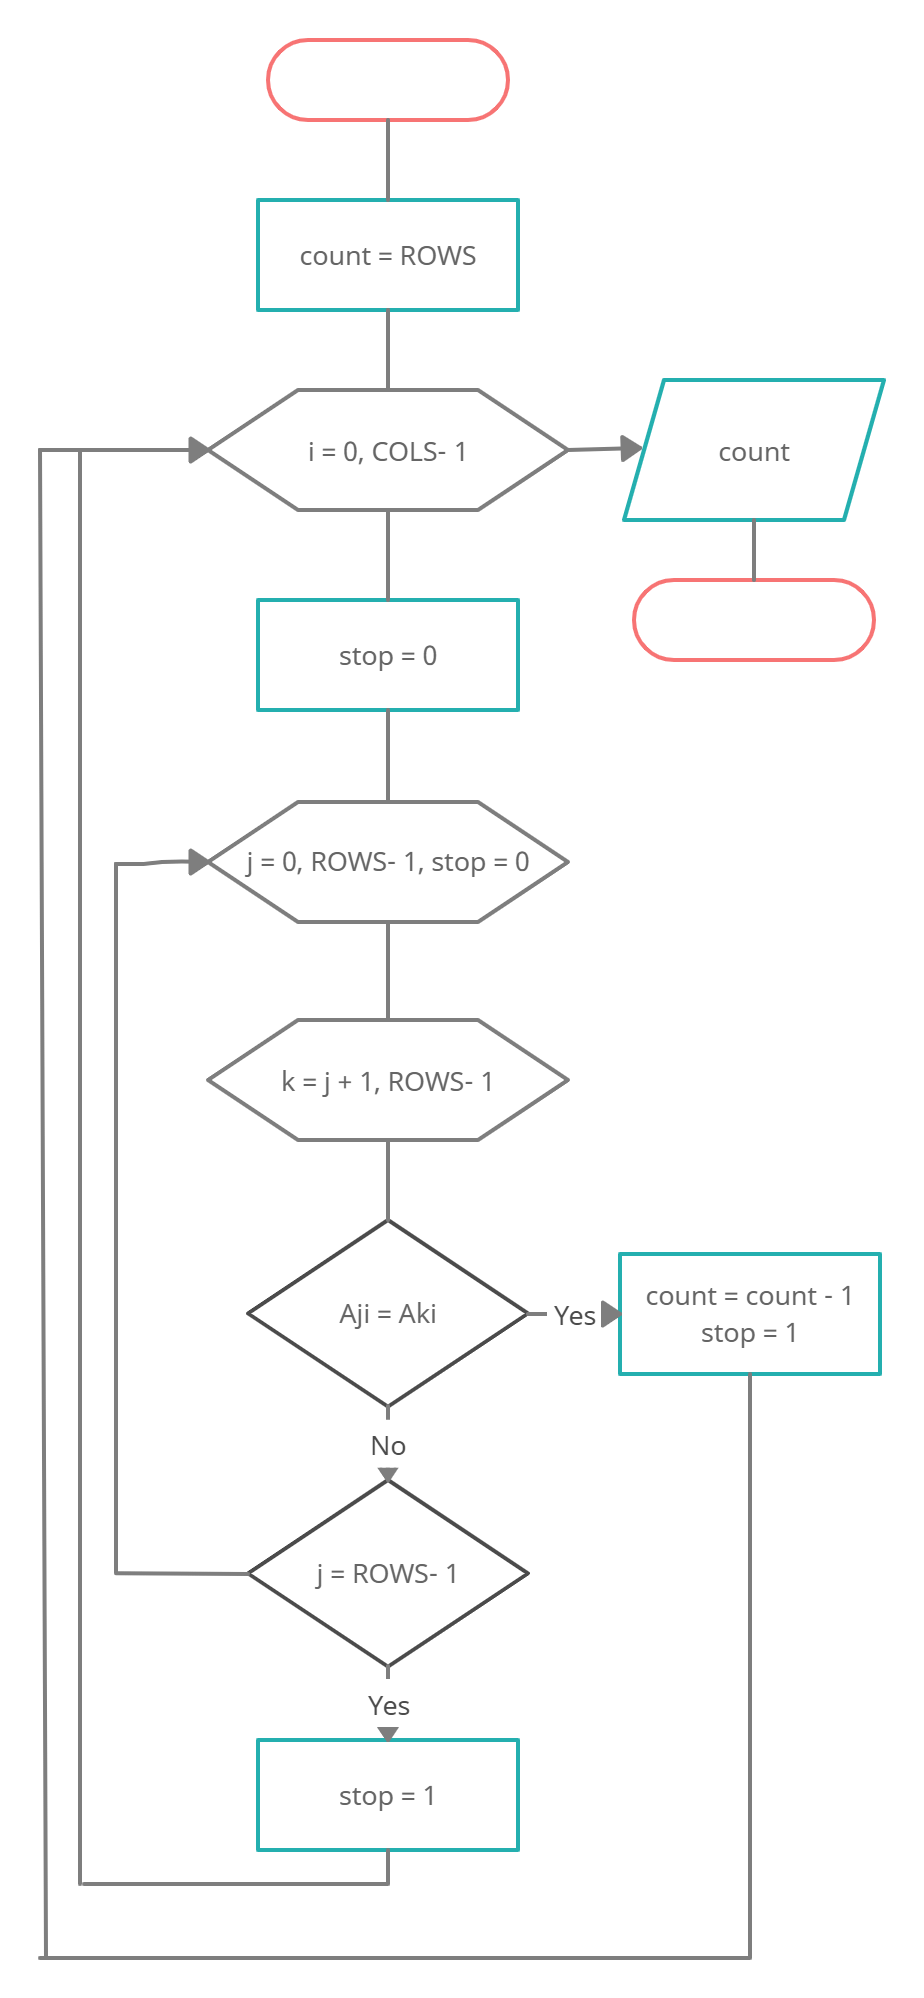 count = ROWS
i = 0, COLS- 1
count
stop = 0
j = 0, ROWS- 1, stop = 0
k = j + 1, ROWS- 1
Aji = Aki
Yes
count = count - 1
stop = 1
No
j = ROWS- 1
Yes
stop = 1